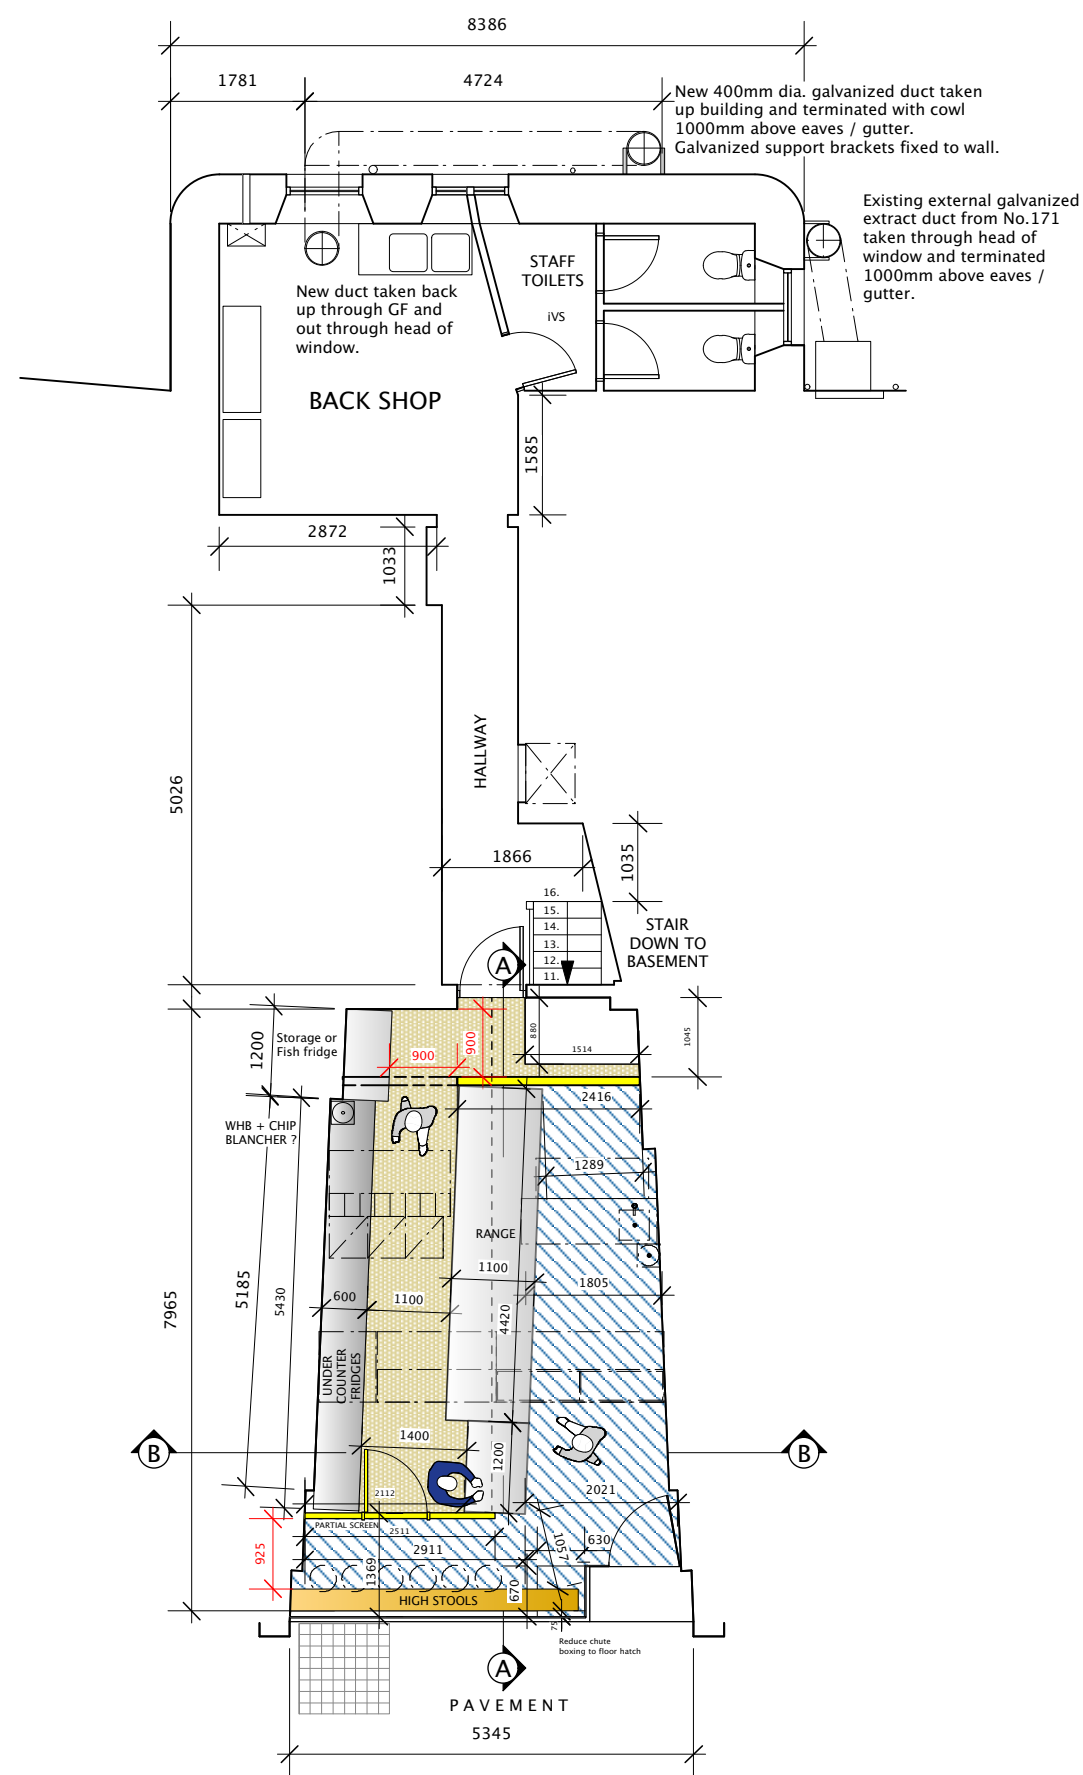 8386
1781
4724
New 400mm dia. galvanized duct taken
up building and terminated with cowl
1000mm above eaves / gutter.
Galvanized support brackets fixed to wall.
Existing external galvanized
extract duct from No.171
taken through head of
window and terminated
1000mm above eaves /
gutter.
STAFF
TOILETS
iVS
New duct taken back
up through GF and
out through head of
window.
BACK SHOP
1585
2872
1033
5026
HALLWAY
1866
1035
16.
15.
14.
13.
12.
11.
STAIR
DOWN TO
BASEMENT
A
1200
Storage or
Fish fridge
900
900
880
1514
1045
WHB + CHIP
BLANCHER ?
2416
1289
RANGE
1100
1805
600
1100
4420
5185
5430
7965
UNDER
COUNTER
FRIDGES
1400
1200
B
B
2112
2021
PARTIAL SCREEN
2511
2911
925
1369
1057
630
670
HIGH STOOLS
75
Reduce chute
boxing to floor hatch
A
PAVEMENT
5345